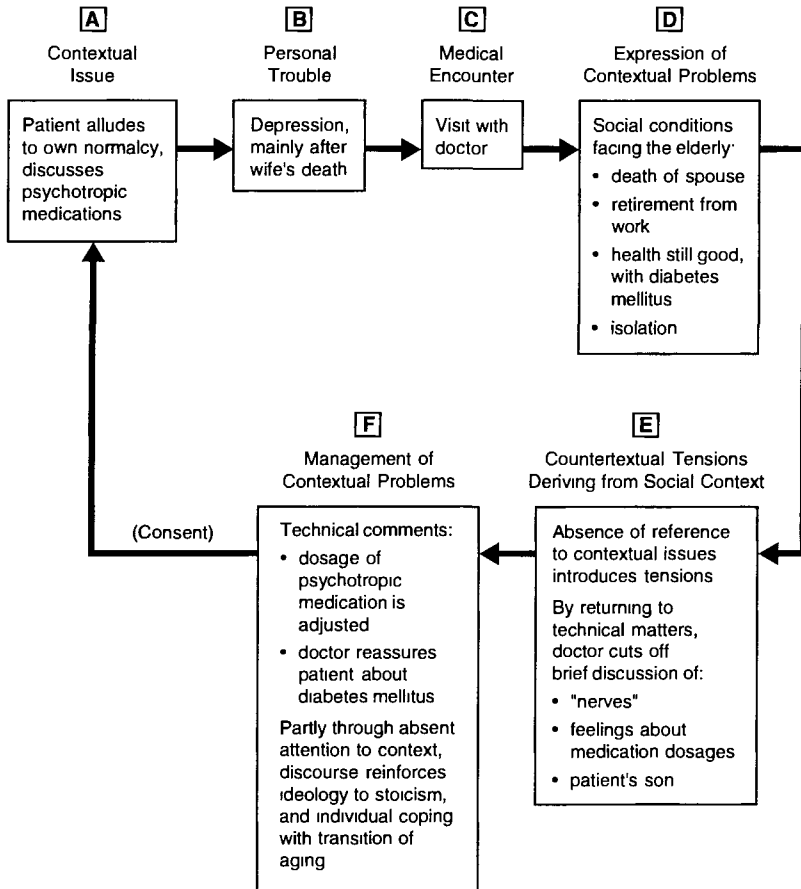 A
Contextual
Issue
Patient alludes
to own normalcy,
discusses
psychotropic
medications
B
Personal
Trouble
Depression,
mainly after
wife's death
C
Medical
Encounter
Visit with
doctor
D
Expression of
Contextual Problems
Social conditions
facing the elderly:
• death of spouse
• retirement from
work
• health still good,
with diabetes
mellitus
• isolation
E
Countertextual Tensions
Deriving from Social Context
Absence of reference
to contextual issues
introduces tensions
By returning to
technical matters,
doctor cuts off
brief discussion of:
• "nerves"
• feelings about
medication dosages
• patient's son
F
Management of
Contextual Problems
Technical comments:
• dosage of
psychotropic
medication is
adjusted
• doctor reassures
patient about
diabetes mellitus
Partly through absent
attention to context,
discourse reinforces
ideology to stoicism,
and individual coping
with transition of
aging
(Consent)